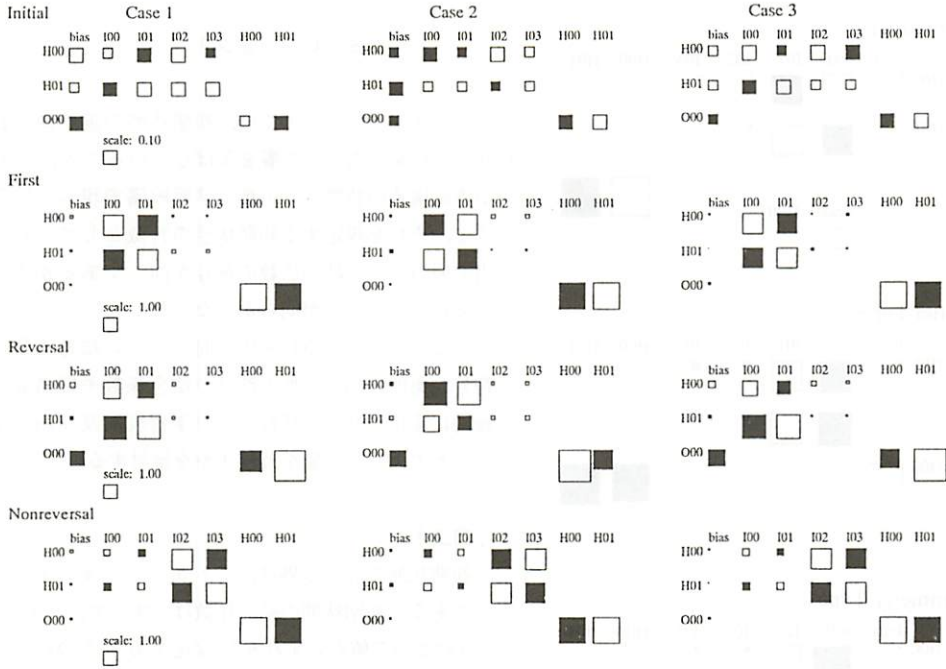 Initial Case 1 Case 2 Case 3
bias I00 I01 I02 I03 H00 H01 bias I00 I01 I02 I03 H00 H01 bias I00 I01 I02 I03 H00 H01
H00 H00 H00
H01 H01 H01
O00 O00 O00
scale: 0.10
First
bias I00 I01 I02 I03 H00 H01 bias I00 I01 I02 I03 H00 H01 bias I00 I01 I02 I03 H00 H01
H00 H00 H00
H01 H01 H01
O00 O00 O00
scale: 1.00
Reversal
bias I00 I01 I02 I03 H00 H01 bias I00 I01 I02 I03 H00 H01 bias I00 I01 I02 I03 H00 H01
H00 H00 H00
H01 H01 H01
O00 O00 O00
scale: 1.00
Nonreversal
bias I00 I01 I02 I03 H00 H01 bias I00 I01 I02 I03 H00 H01 bias I00 I01 I02 I03 H00 H01
H00 H00 H00
H01 H01 H01
O00 O00 O00
scale: 1.00